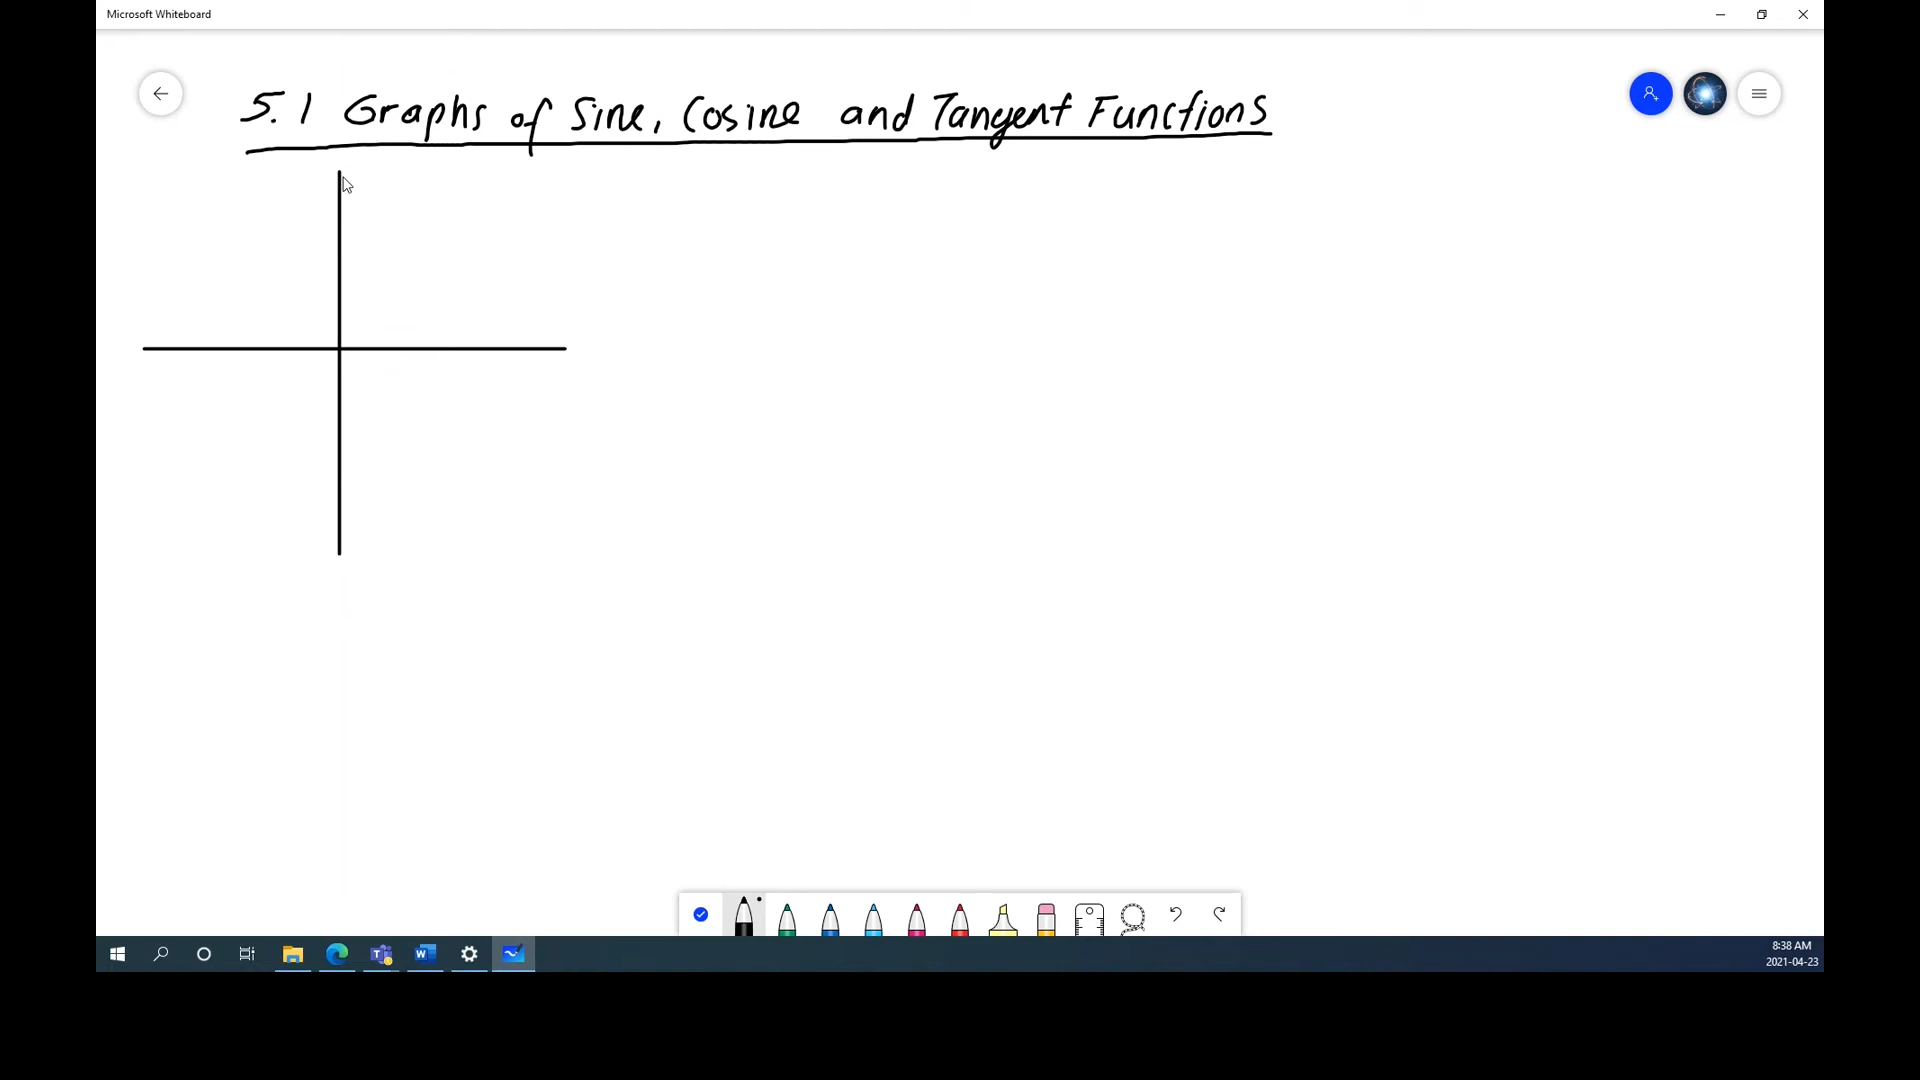 Microsoft Whiteboard
5.1 Graphs of Sine, Cosine and Tangent Functions
8:38 AM
2021-04-23